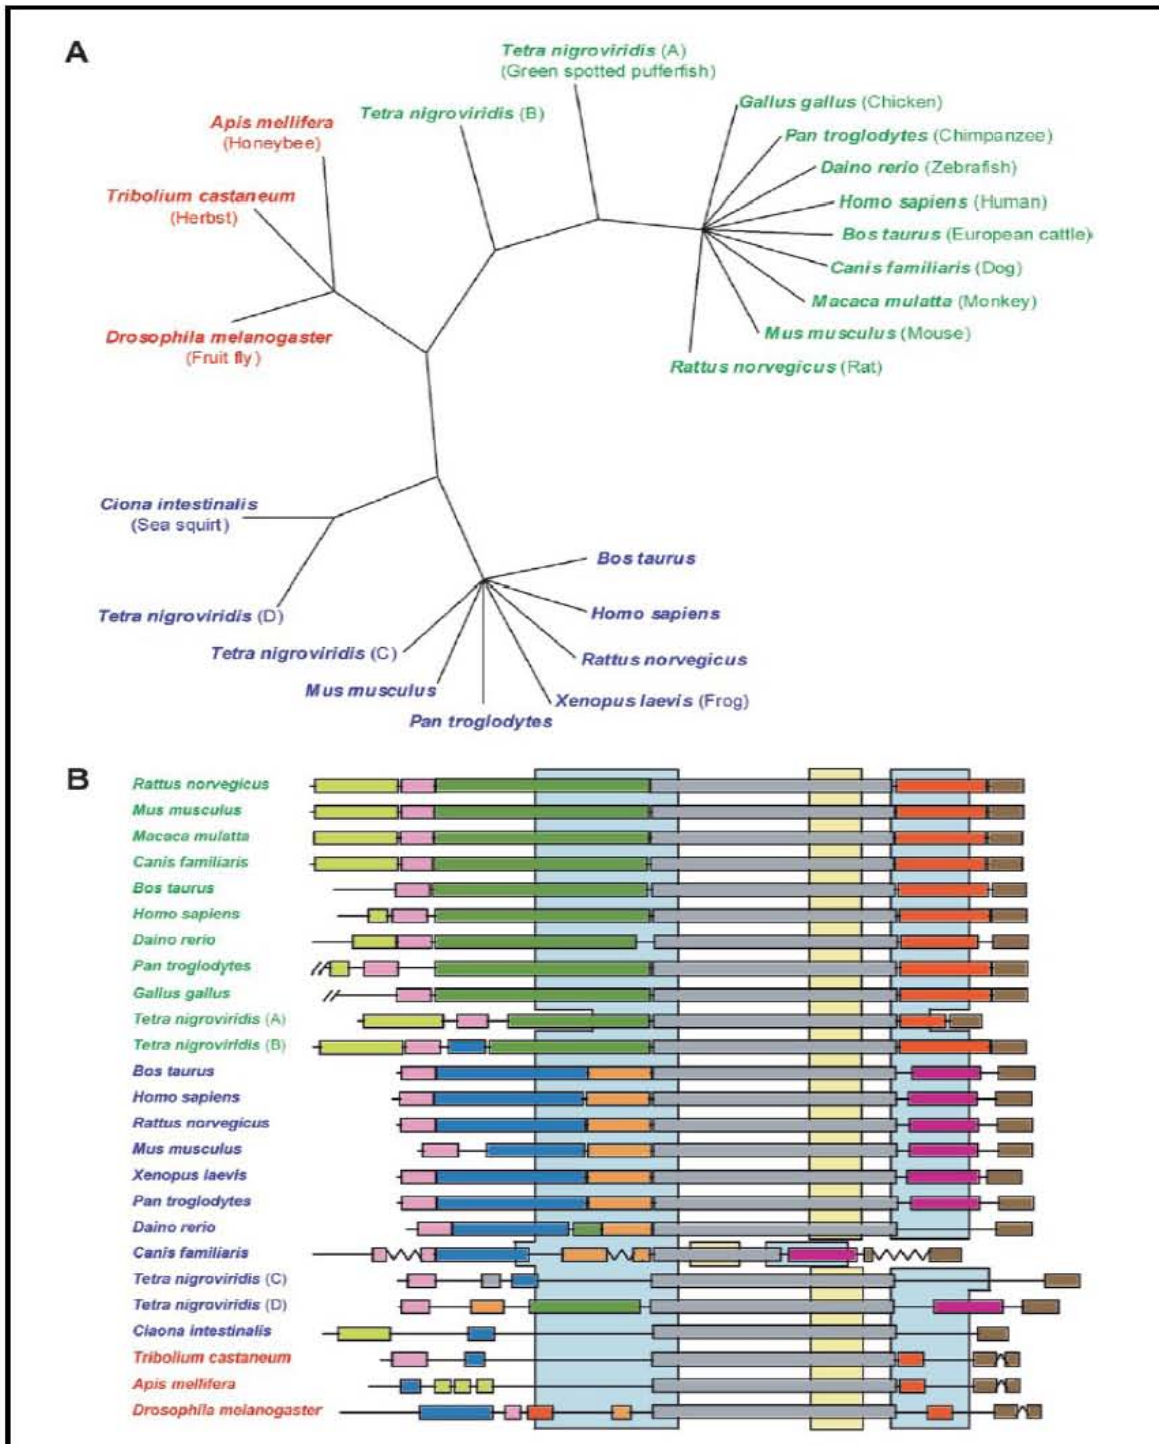 A
Tetra nigroviridis (A)
(Green spotted pufferfish)
Tetra nigroviridis (B)
Gallus gallus (Chicken)
Apis mellifera
(Honeybee)
Pan troglodytes (Chimpanzee)
Daino rerio (Zebrafish)
Tribolium castaneum
(Herbst)
Homo sapiens (Human)
Bos taurus (European cattle)
Canis familiaris (Dog)
Macaca mulatta (Monkey)
Drosophila melanogaster
(Fruit fly)
Mus musculus (Mouse)
Rattus norvegicus (Rat)
Ciona intestinalis
(Sea squirt)
Bos taurus
Tetra nigroviridis (D)
Homo sapiens
Tetra nigroviridis (C)
Rattus norvegicus
Mus musculus
Xenopus laevis (Frog)
Pan troglodytes
B
Rattus norvegicus
Mus musculus
Macaca mulatta
Canis familiaris
Bos taurus
Homo sapiens
Daino rerio
Pan troglodytes
Gallus gallus
Tetra nigroviridis (A)
Tetra nigroviridis (B)
Bos taurus
Homo sapiens
Rattus norvegicus
Mus musculus
Xenopus laevis
Pan troglodytes
Daino rerio
Canis familiaris
Tetra nigroviridis (C)
Tetra nigroviridis (D)
Ciaona intestinalis
Tribolium castaneum
Apis mellifera
Drosophila melanogaster